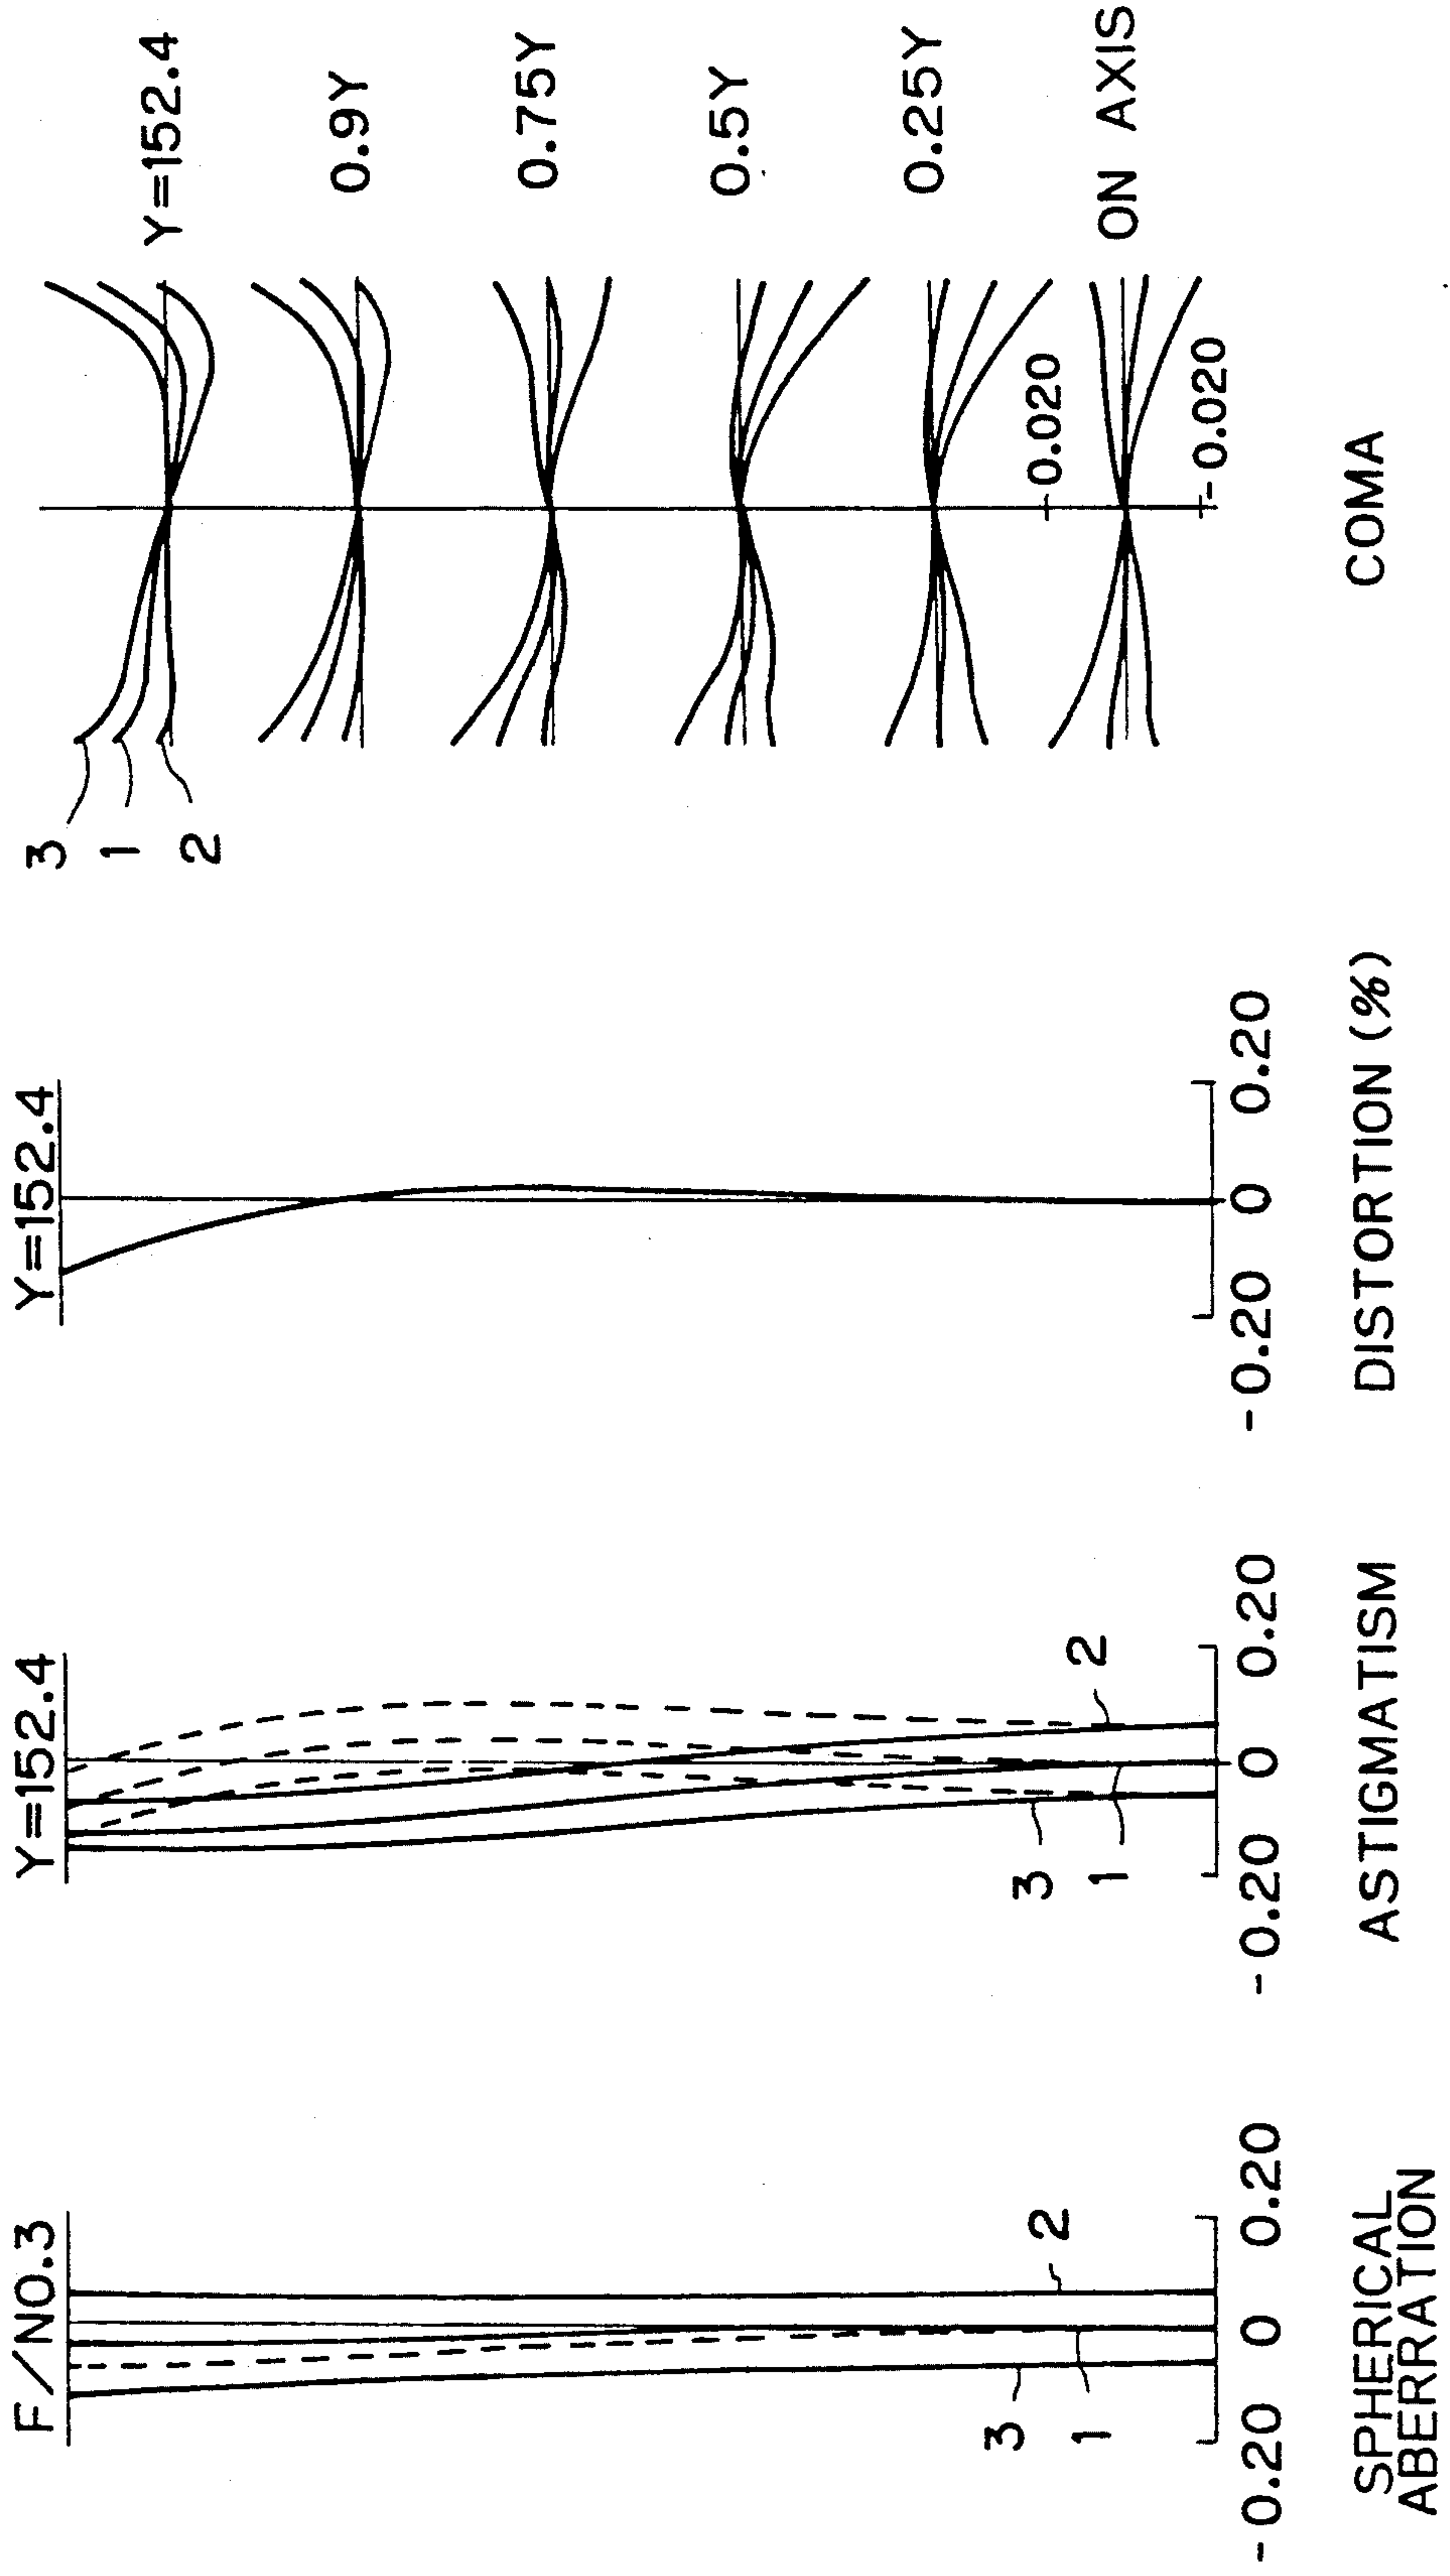 F/NO.3
2
3
1
-0.20 0 0.20
SPHERICAL
ABERRATION
Y=152.4
2
3
1
-0.20 0 0.20
ASTIGMATISM
Y=152.4
-0.20 0 0.20
DISTORTION (%)
3
1
2
Y=152.4
0.9Y
0.75Y
0.5Y
0.25Y
0.020
ON AXIS
-0.020
COMA